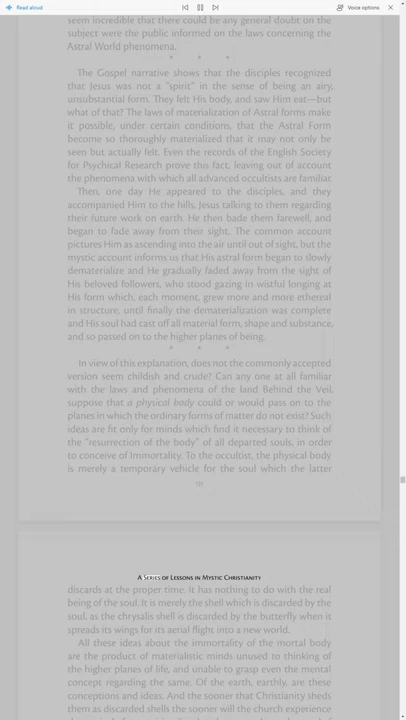 Read aloud
Voice options
seem incredible that there could be any general doubt on the
subject were the public informed on the laws concerning the
Astral World phenomena.
* * *
The Gospel narrative shows that the disciples recognized
that Jesus was not a "spirit" in the sense of being an airy,
unsubstantial form. They felt His body, and saw Him eat—but
what of that? The laws of materialization of Astral forms make
it possible, under certain conditions, that the Astral Form
become so thoroughly materialized that it may not only be
seen but actually felt. Even the records of the English Society
for Psychical Research prove this fact, leaving out of account
the phenomena with which all advanced occultists are familiar.
Then, one day He appeared to the disciples, and they
accompanied Him to the hills, Jesus talking to them regarding
their future work on earth. He then bade them farewell, and
began to fade away from their sight. The common account
pictures Him as ascending into the air until out of sight, but the
mystic account informs us that His astral form began to slowly
dematerialize and He gradually faded away from the sight of
His beloved followers, who stood gazing in wistful longing at
His form which, each moment, grew more and more ethereal
in structure, until finally the dematerialization was complete
and His soul had cast off all material form, shape and substance,
and so passed on to the higher planes of being.
* * *
In view of this explanation, does not the commonly accepted
version seem childish and crude? Can any one at all familiar
with the laws and phenomena of the land Behind the Veil,
suppose that a physical body could or would pass on to the
planes in which the ordinary forms of matter do not exist? Such
ideas are fit only for minds which find it necessary to think of
the "resurrection of the body" of all departed souls, in order
to conceive of Immortality. To the occultist, the physical body
is merely a temporary vehicle for the soul which the latter
A Series of Lessons in Mystic Christianity
discards at the proper time. It has nothing to do with the real
being of the soul. It is merely the shell which is discarded by the
soul, as the chrysalis shell is discarded by the butterfly when it
spreads its wings for its aerial flight into a new world.
All these ideas about the immortality of the mortal body
are the product of materialistic minds unused to thinking of
the higher planes of life, and unable to grasp even the mental
concept regarding the same. Of the earth, earthly, are these
conceptions and ideas. And the sooner that Christianity sheds
them as discarded shells the sooner will the church experience